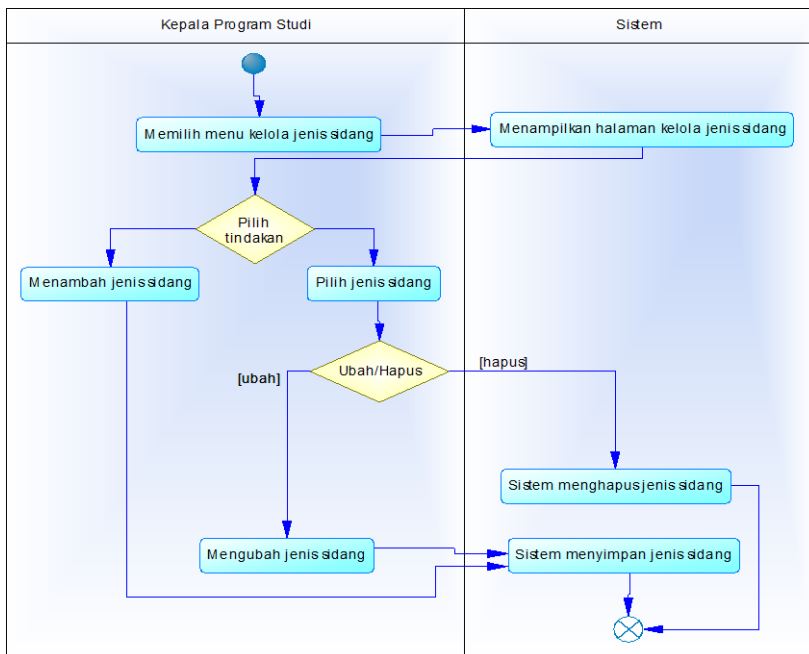 Kepala Program Studi
Sistem
Memilih menu kelola jenis sidang
Menampilkan halaman kelola jenis sidang
Pilih
tindakan
Menambah jenis sidang
Pilih jenis sidang
Ubah/Hapus
[ubah]
[hapus]
Sistem menghapus jenis sidang
Mengubah jenis sidang
Sistem menyimpan jenis sidang